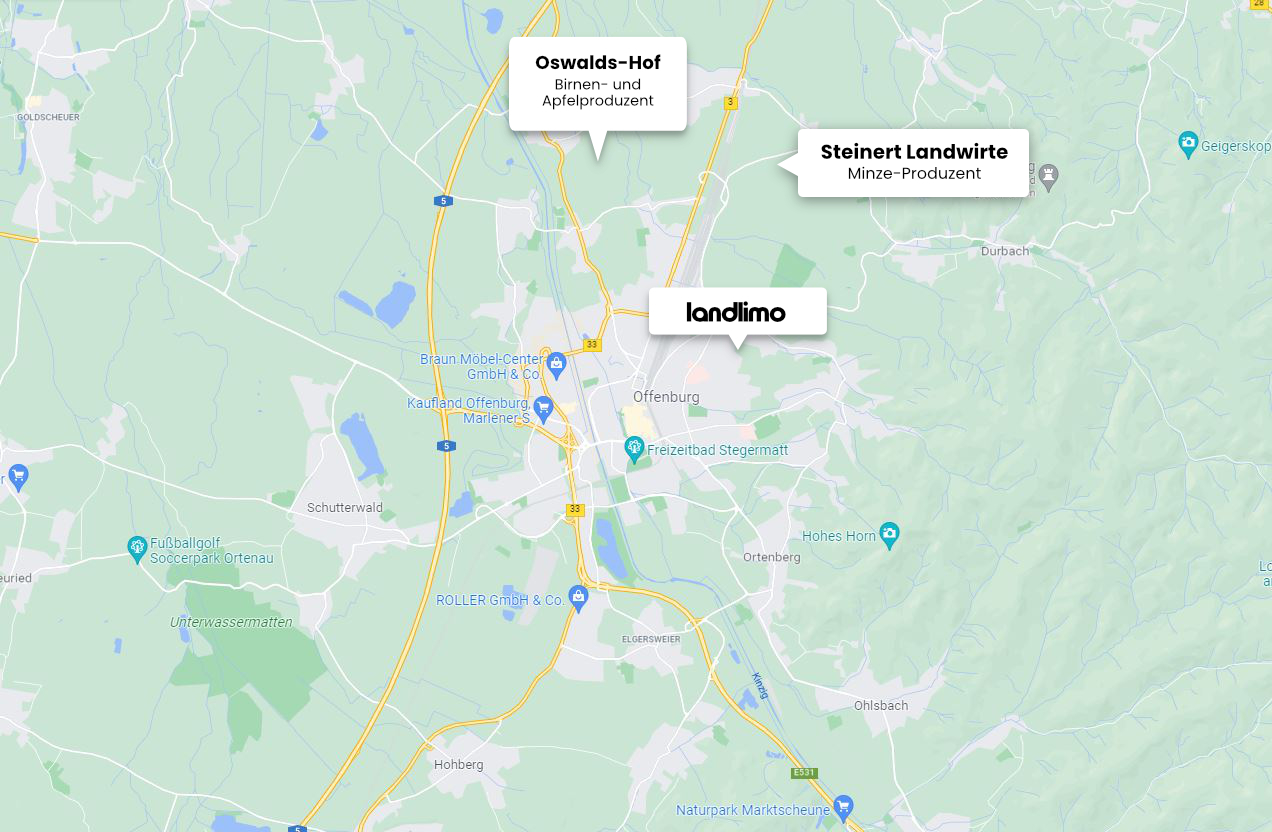 28
Oswalds-Hof
Birnen- und
Apfelproduzent
3
GOLDSCHEUER
Steinert Landwirte
Minze-Produzent
Geigerskop
5
Durbach
landlimo
33
Braun Möbel-Center
GmbH & Co.
Kaufland Offenburg,
Marlener S.
Offenburg
5
Freizeitbad Stegermatt
Schutterwald
33
Hohes Horn
Fußballgolf
Soccerpark Ortenau
Ortenberg
euried
ROLLER GmbH & Co.
Unterwassermatten
ELGERSWEIER
Kinzig
Ohlsbach
Hohberg
E531
Naturpark Marktscheune
5